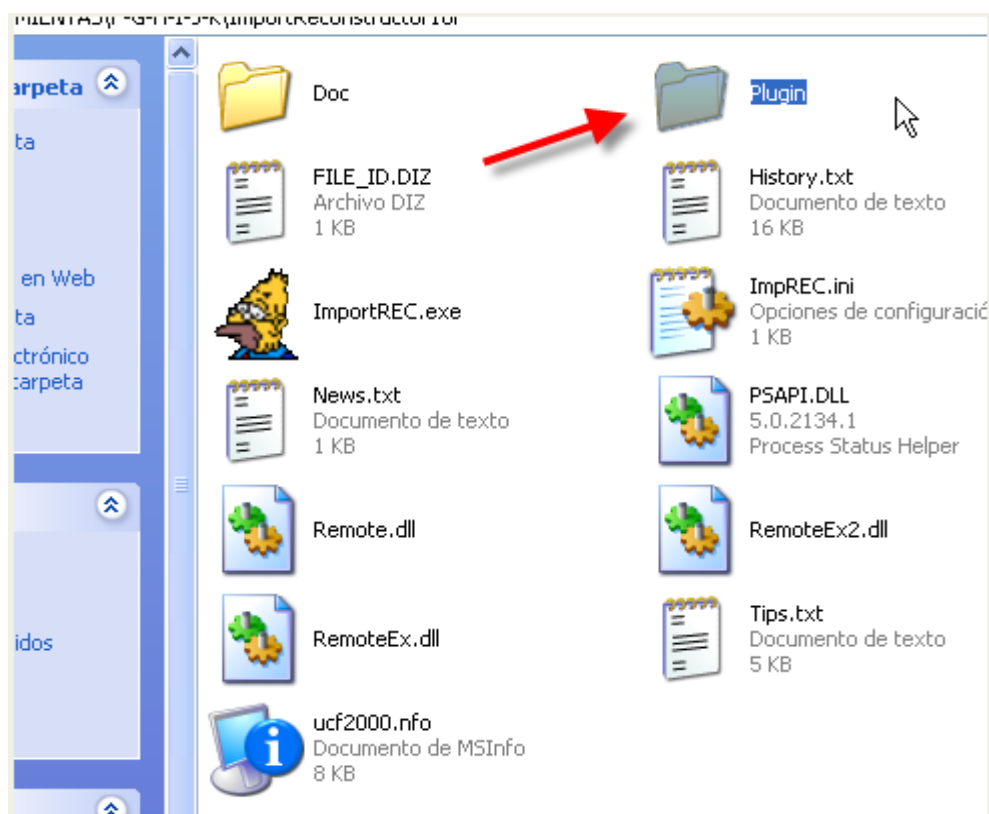 MIENTAS\F-G-H-I-J-K\ImportReconstructor16f
arpeta
ta
en Web
ta
ctrónico
carpeta
idos
Doc
Plugin
FILE_ID.DIZ
Archivo DIZ
1 KB
History.txt
Documento de texto
16 KB
ImportREC.exe
ImpREC.ini
Opciones de configuració
1 KB
News.txt
Documento de texto
1 KB
PSAPI.DLL
5.0.2134.1
Process Status Helper
Remote.dll
RemoteEx2.dll
RemoteEx.dll
Tips.txt
Documento de texto
5 KB
ucf2000.nfo
Documento de MSInfo
8 KB